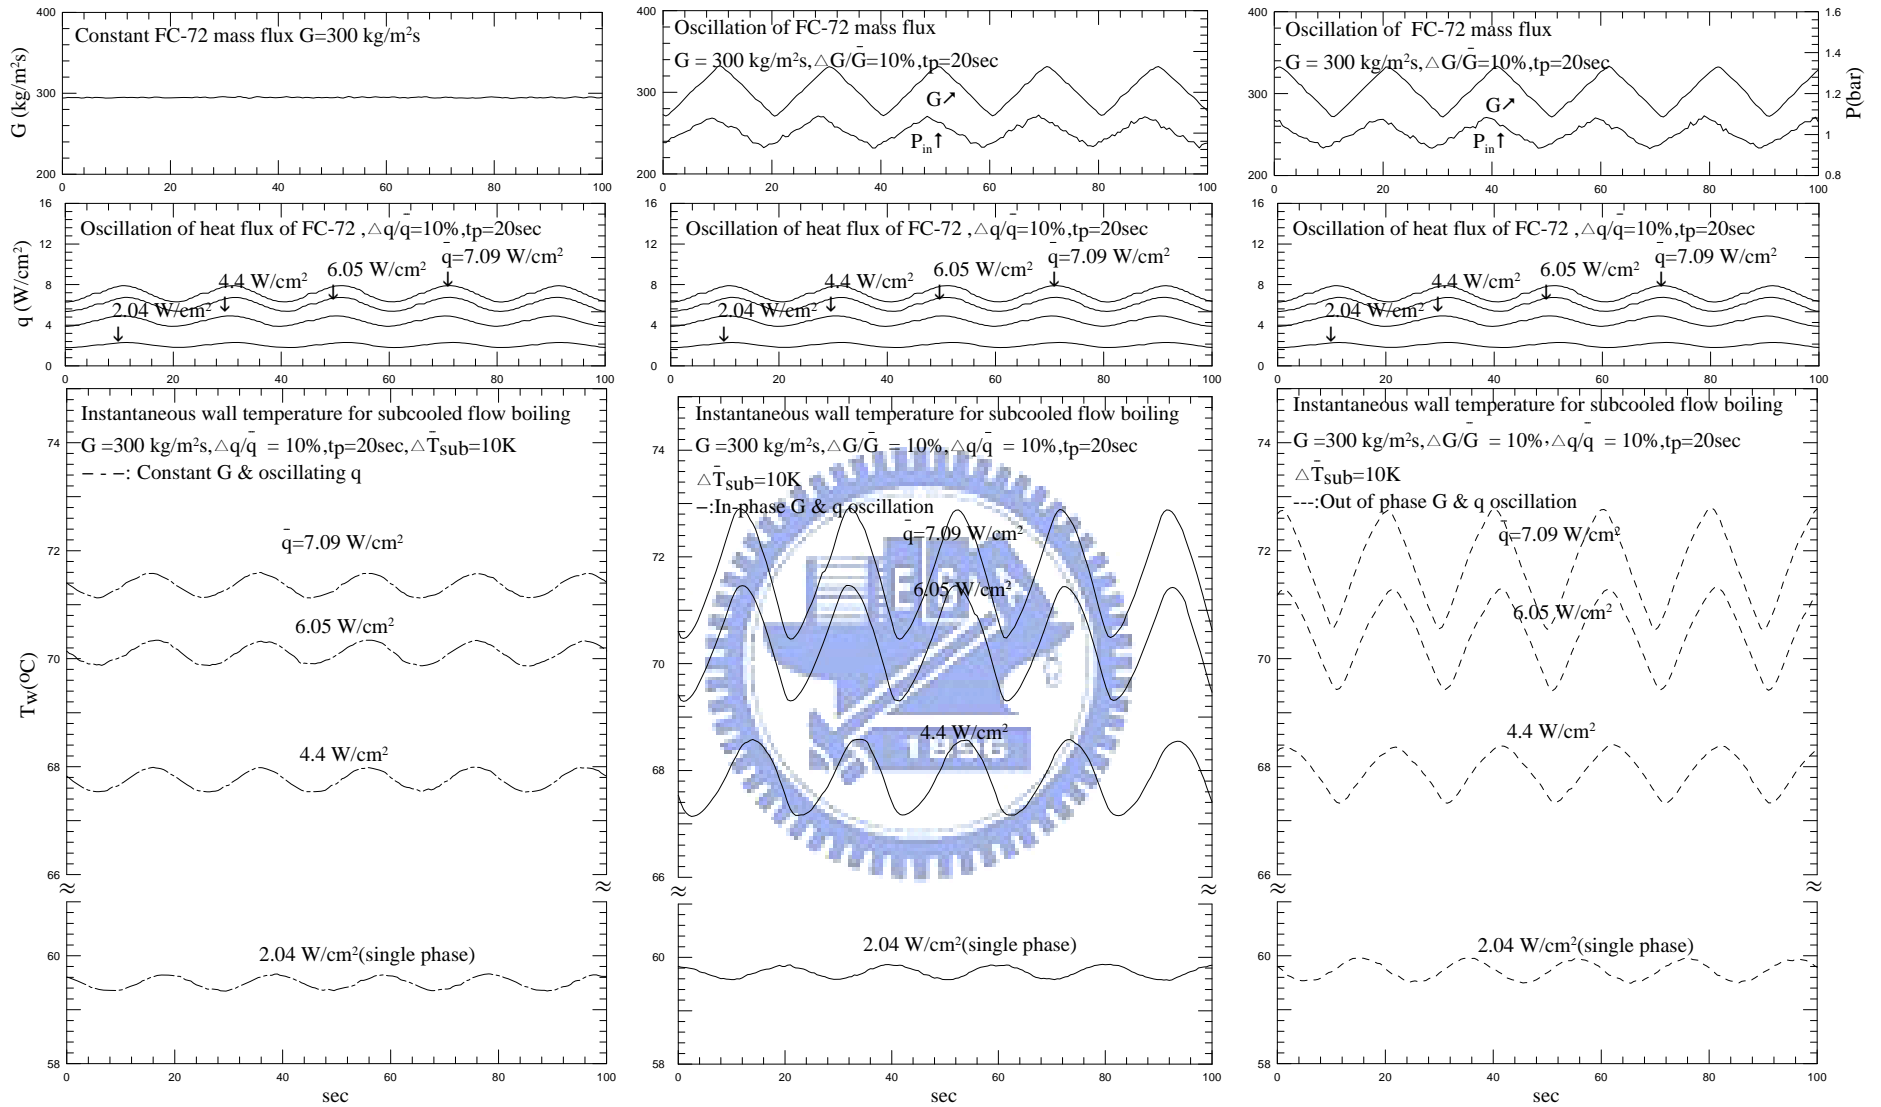 Constant FC-72 mass flux G=300 kg/m²s
G (kg/m²s)
400
300
200
0 20 40 60 80 100
Oscillation of FC-72 mass flux
G = 300 kg/m²s,△G/G̅=10%,tp=20sec
G↗
Pin↑
400
300
200
0 20 40 60 80 100
Oscillation of FC-72 mass flux
G = 300 kg/m²s,△G/G̅=10%,tp=20sec
G↗
Pin↑
400
300
200
0 20 40 60 80 100
1.6
1.4
1.2
1
0.8
P(bar)
Oscillation of heat flux of FC-72 ,△q/q̅=10%,tp=20sec
q̅=7.09 W/cm²
6.05 W/cm²
4.4 W/cm²
2.04 W/cm²
q (W/cm²)
16
12
8
4
0
0 20 40 60 80 100
Oscillation of heat flux of FC-72 ,△q/q̅=10%,tp=20sec
q̅=7.09 W/cm²
6.05 W/cm²
4.4 W/cm²
2.04 W/cm²
16
12
8
4
0
0 20 40 60 80 100
Oscillation of heat flux of FC-72 ,△q/q̅=10%,tp=20sec
q̅=7.09 W/cm²
6.05 W/cm²
4.4 W/cm²
2.04 W/cm²
16
12
8
4
0
0 20 40 60 80 100
Instantaneous wall temperature for subcooled flow boiling
G =300 kg/m²s,△q/q̅ = 10%,tp=20sec,△T̅sub=10K
– - –: Constant G & oscillating q
q̅=7.09 W/cm²
6.05 W/cm²
4.4 W/cm²
2.04 W/cm²(single phase)
Tw(oC)
74
72
70
68
66
60
58
≈ ≈
0 20 40 60 80 100
sec
Instantaneous wall temperature for subcooled flow boiling
G =300 kg/m²s,△G/G̅ = 10%,△q/q̅ = 10%,tp=20sec
△T̅sub=10K
–:In-phase G & q oscillation
q̅=7.09 W/cm²
6.05 W/cm²
4.4 W/cm²
1896
2.04 W/cm²(single phase)
74
72
70
68
66
60
58
≈ ≈
0 20 40 60 80 100
sec
Instantaneous wall temperature for subcooled flow boiling
G =300 kg/m²s,△G/G̅ = 10%,△q/q̅ = 10%,tp=20sec
△T̅sub=10K
---:Out of phase G & q oscillation
q̅=7.09 W/cm²
6.05 W/cm²
4.4 W/cm²
2.04 W/cm²(single phase)
74
72
70
68
66
60
58
≈ ≈
0 20 40 60 80 100
sec